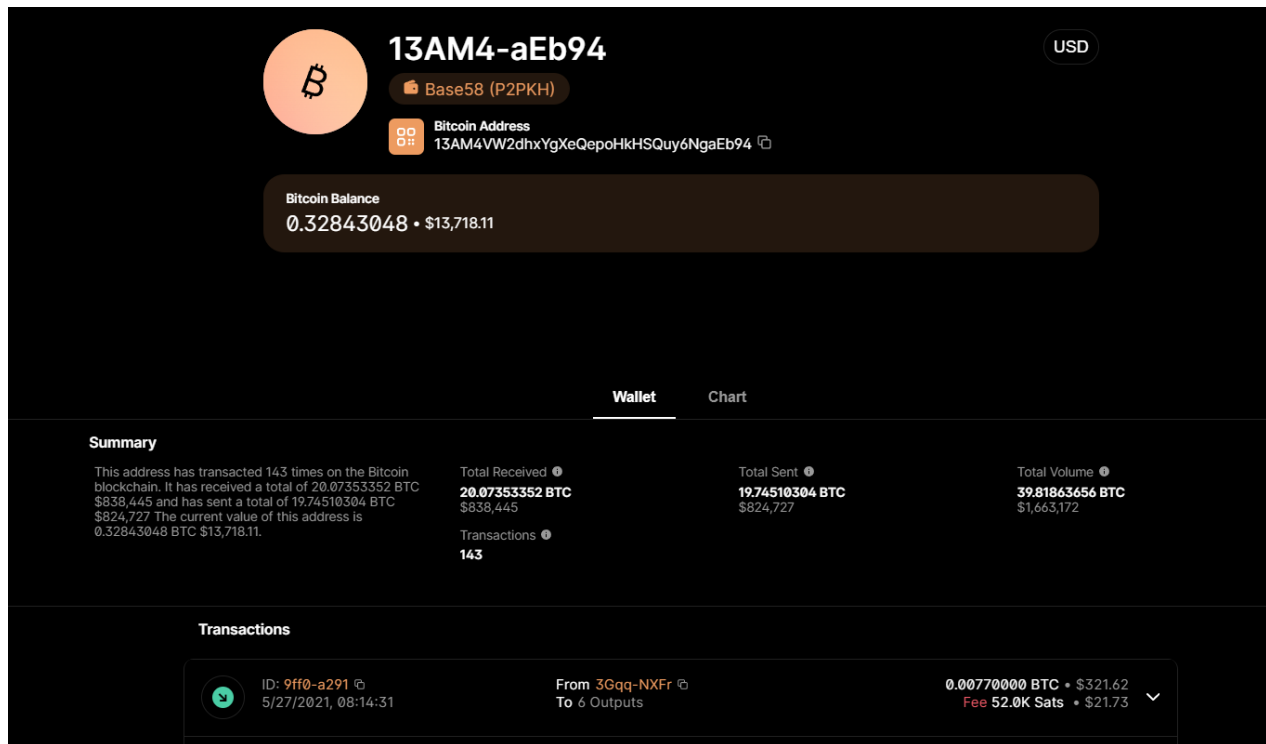 13AM4-aEb94
USD
Base58 (P2PKH)
Bitcoin Address
13AM4VW2dhxYgXeQepoHkHSQuy6NgaEb94
Bitcoin Balance
0.32843048 • $13,718.11
Wallet Chart
Summary
This address has transacted 143 times on the Bitcoin
blockchain. It has received a total of 20.07353352 BTC
$838,445 and has sent a total of 19.74510304 BTC
$824,727 The current value of this address is
0.32843048 BTC $13,718.11.
Total Received
20.07353352 BTC
$838,445
Total Sent
19.74510304 BTC
$824,727
Total Volume
39.81863656 BTC
$1,663,172
Transactions
143
Transactions
ID: 9ff0-a291
5/27/2021, 08:14:31
From 3Gqq-NXFr
To 6 Outputs
0.00770000 BTC • $321.62
Fee 52.0K Sats • $21.73